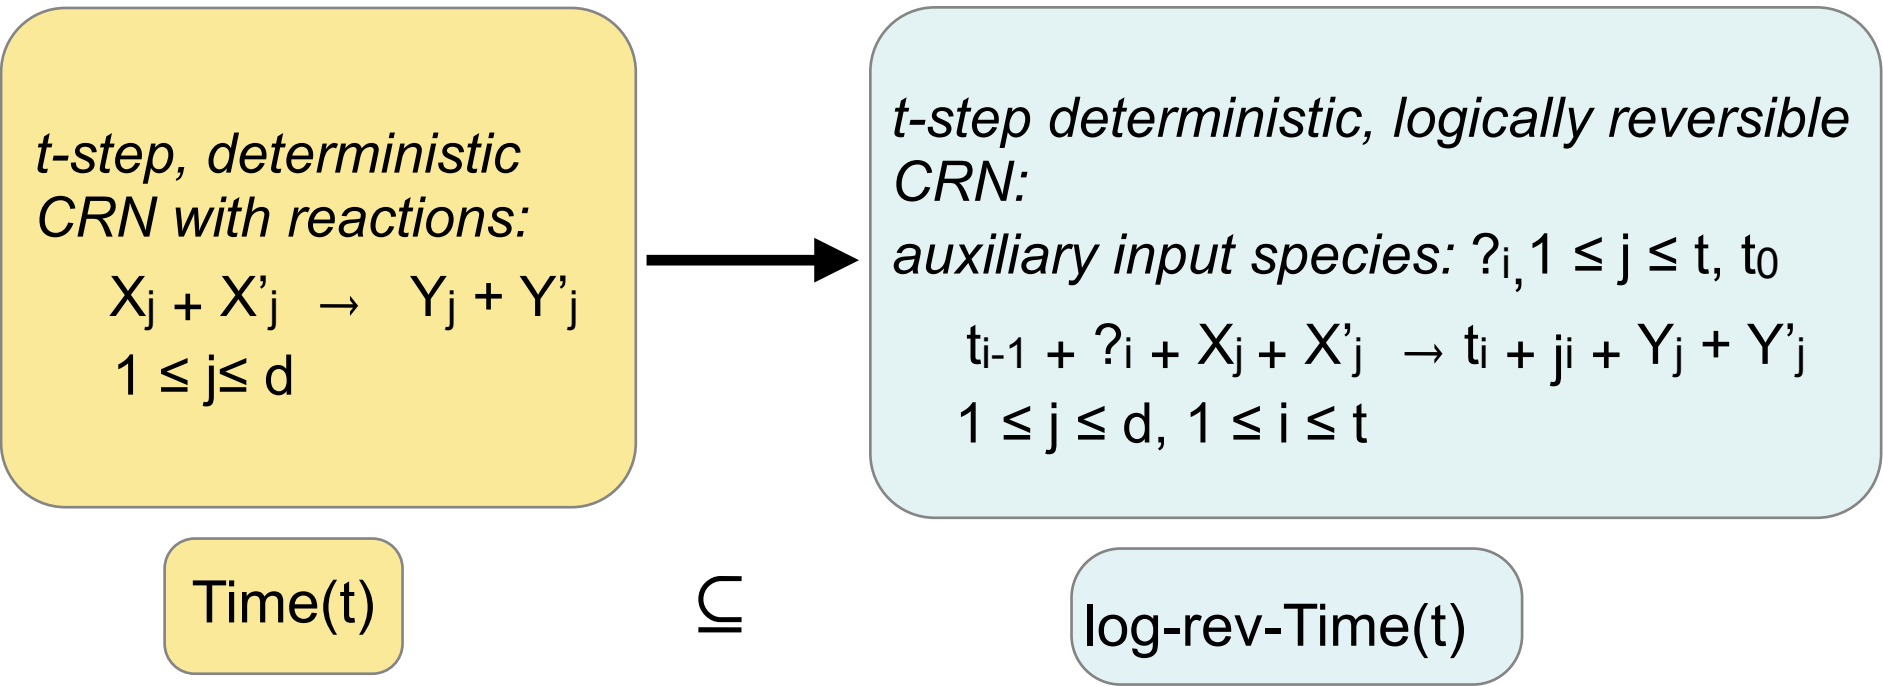 t-step, deterministic
CRN with reactions:
Xj + X’j → Yj + Y’j
1 ≤ j≤ d
t-step deterministic, logically reversible
CRN:
auxiliary input species: ?i, 1 ≤ j ≤ t, t0
ti-1 + ?i + Xj + X’j → ti + ji + Yj + Y’j
1 ≤ j ≤ d, 1 ≤ i ≤ t
Time(t)
⊆
log-rev-Time(t)